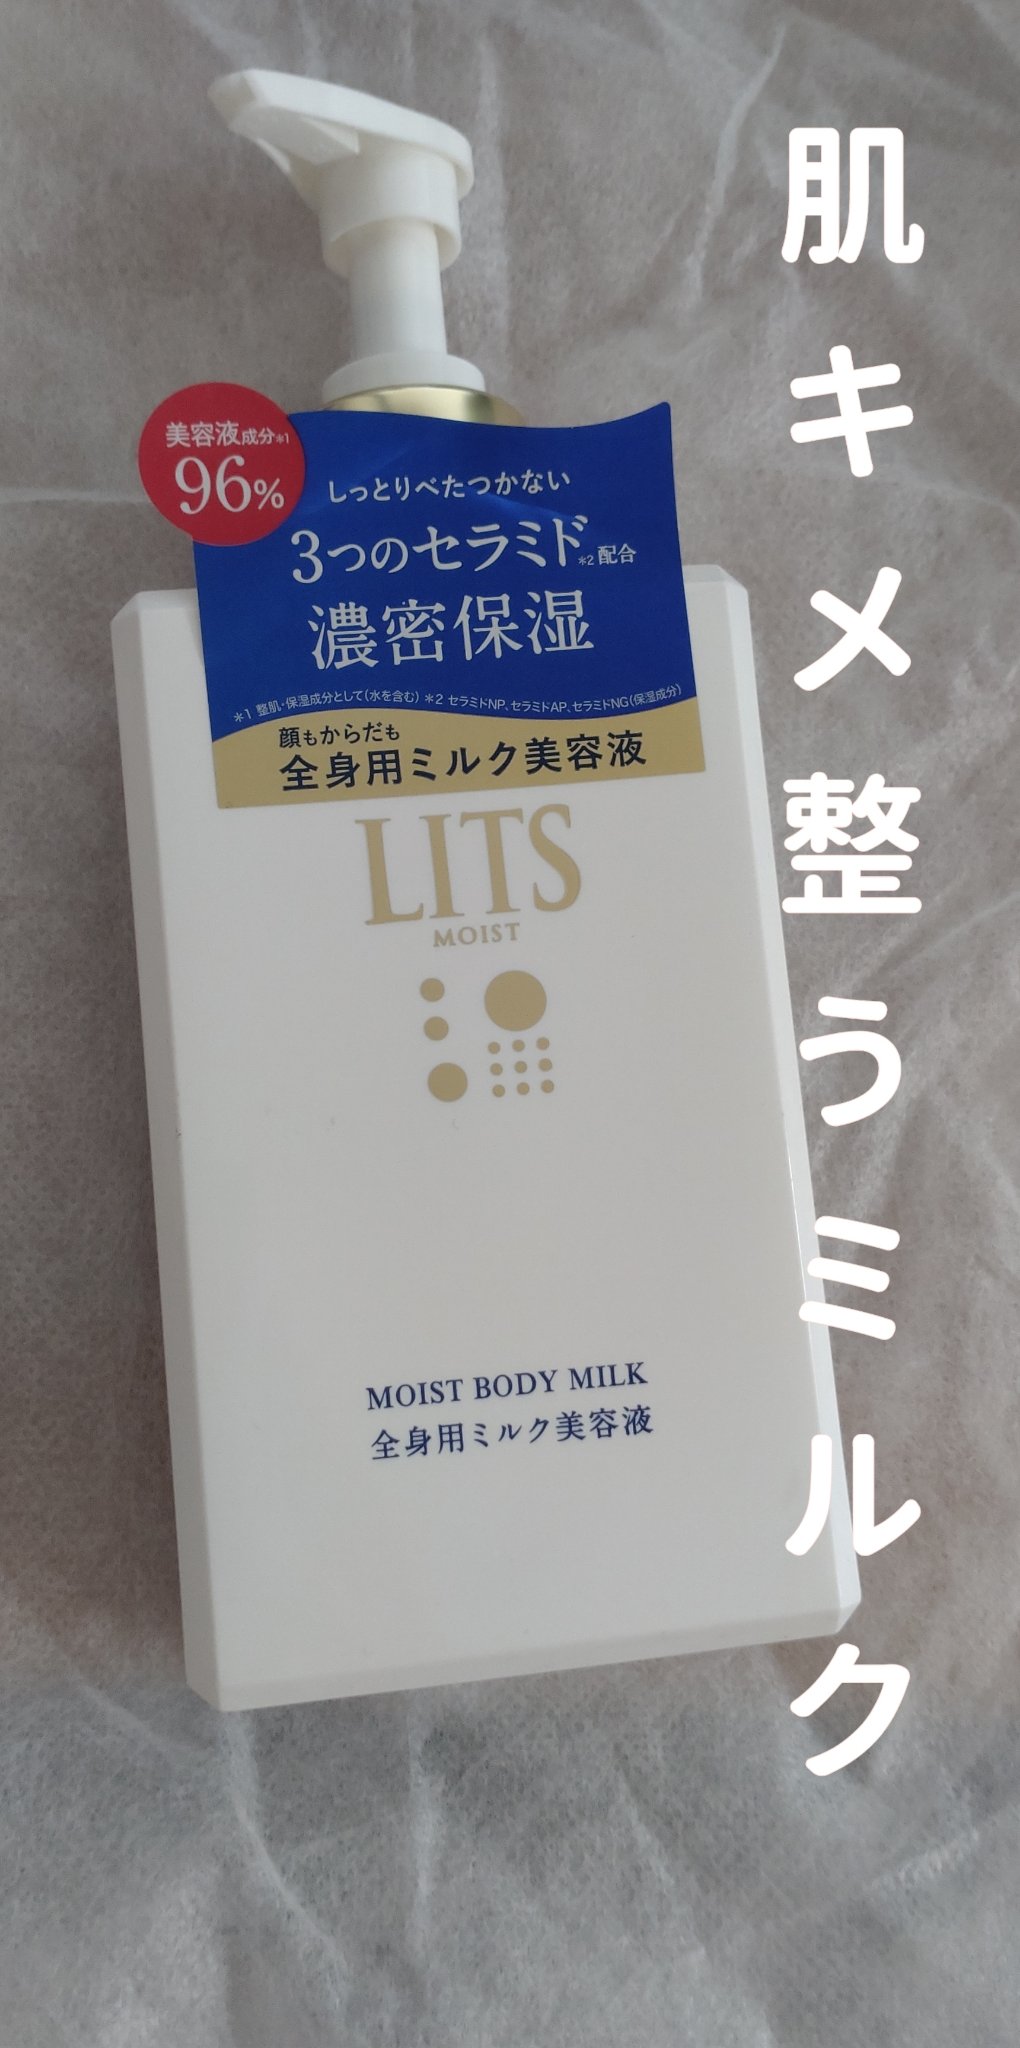 肌キメ整うミルク
美容液成分*1
96%
しっとりべたつかない
3つのセラミド*2配合
濃密保湿
*1 整肌・保湿成分として(水を含む) *2 セラミドNP、セラミドAP、セラミドNG(保湿成分)
顔もからだも
全身用ミルク美容液
LITS
MOIST
MOIST BODY MILK
全身用ミルク美容液